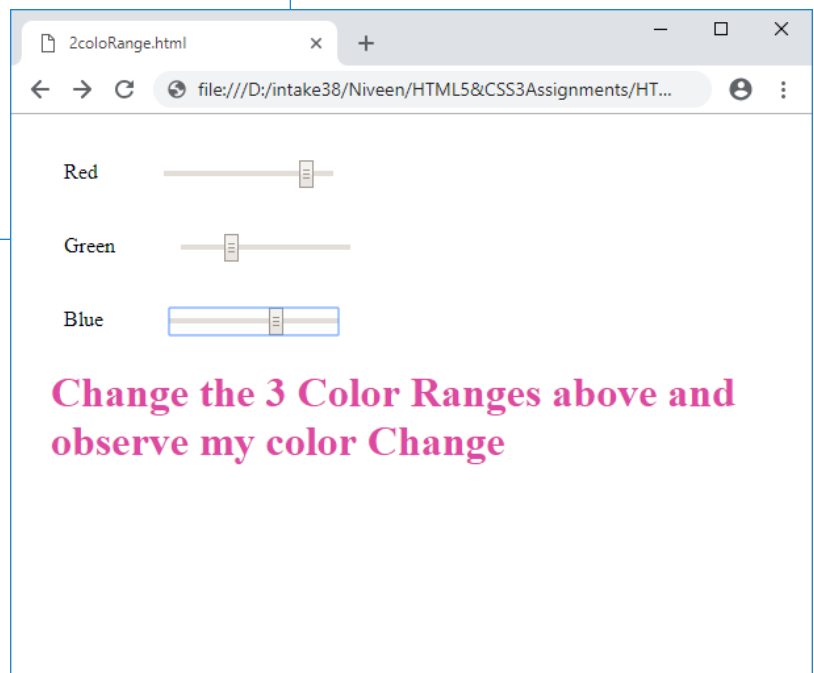 2coloRange.html
file:///D:/intake38/Niveen/HTML5&CSS3Assignments/HT...
Red
Green
Blue
Change the 3 Color Ranges above and
observe my color Change